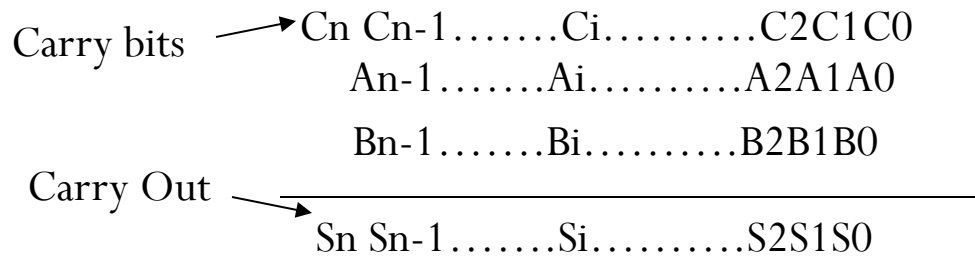 Carry bits
Cn Cn-1.......Ci..........C2C1C0
An-1.......Ai..........A2A1A0
Bn-1.......Bi..........B2B1B0
Carry Out
Sn Sn-1.......Si..........S2S1S0